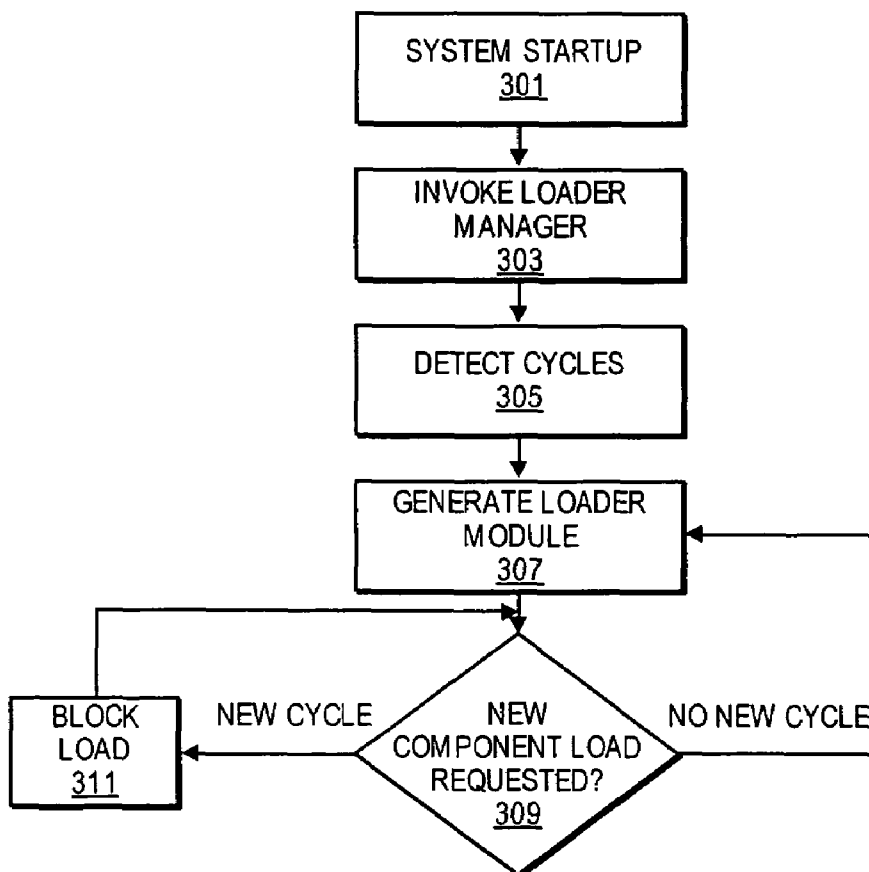 SYSTEM STARTUP
301
INVOKE LOADER
MANAGER
303
DETECT CYCLES
305
GENERATE LOADER
MODULE
307
BLOCK
LOAD
311
NEW CYCLE
NEW
COMPONENT LOAD
REQUESTED?
309
NO NEW CYCLE